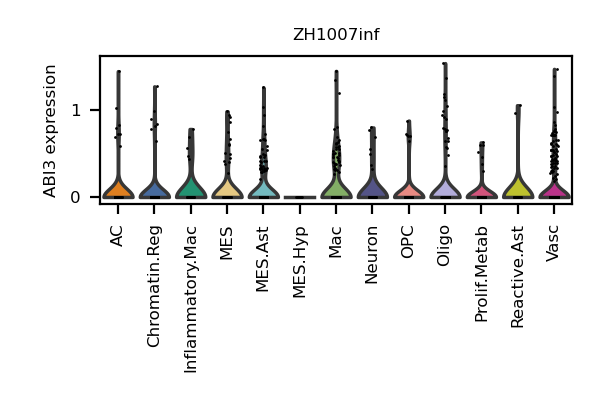 ZH1007inf
ABI3 expression
1
0
AC
Chromatin.Reg
Inflammatory.Mac
MES
MES.Ast
MES.Hyp
Mac
Neuron
OPC
Oligo
Prolif.Metab
Reactive.Ast
Vasc